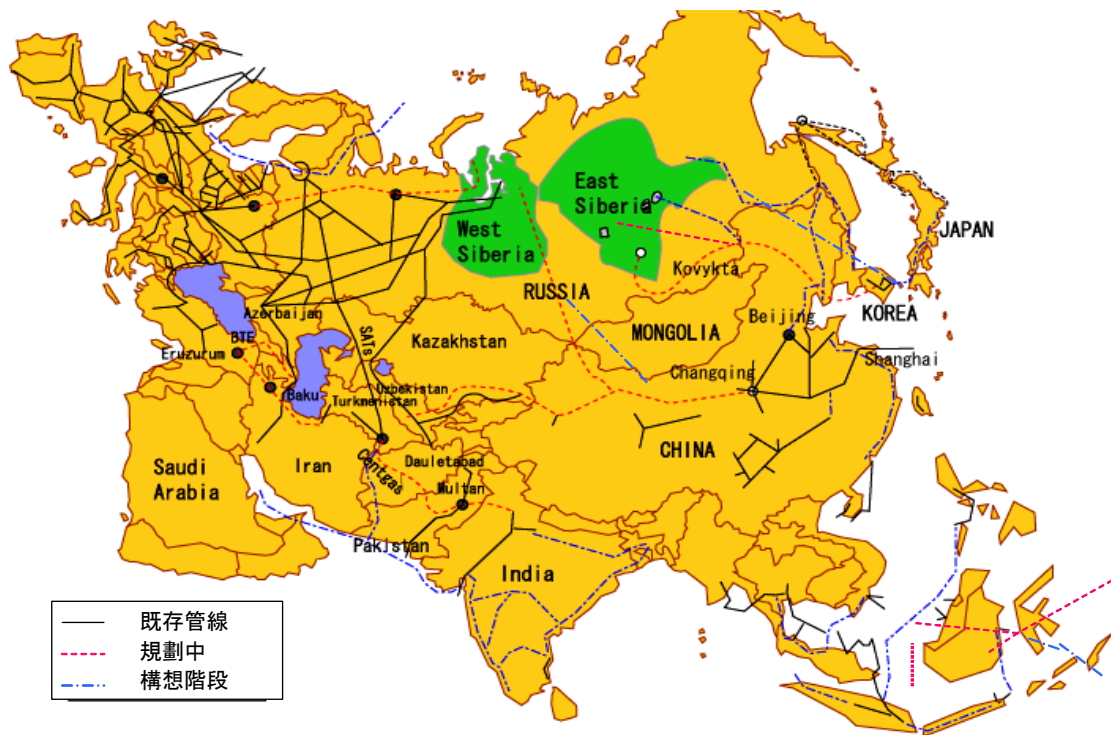 East
Siberia
West
Siberia
JAPAN
Kovykta
RUSSIA
KOREA
Azerbaijan
MONGOLIA
Beijing
BTE
SATs
Kazakhstan
Eruzurum
Shanghai
Changqing
Uzbekistan
Baku
Turkmenistan
CHINA
Saudi
Arabia
Iran
Dauletabad
Centgas
Multan
Pakistan
India
既存管線
規劃中
構想階段